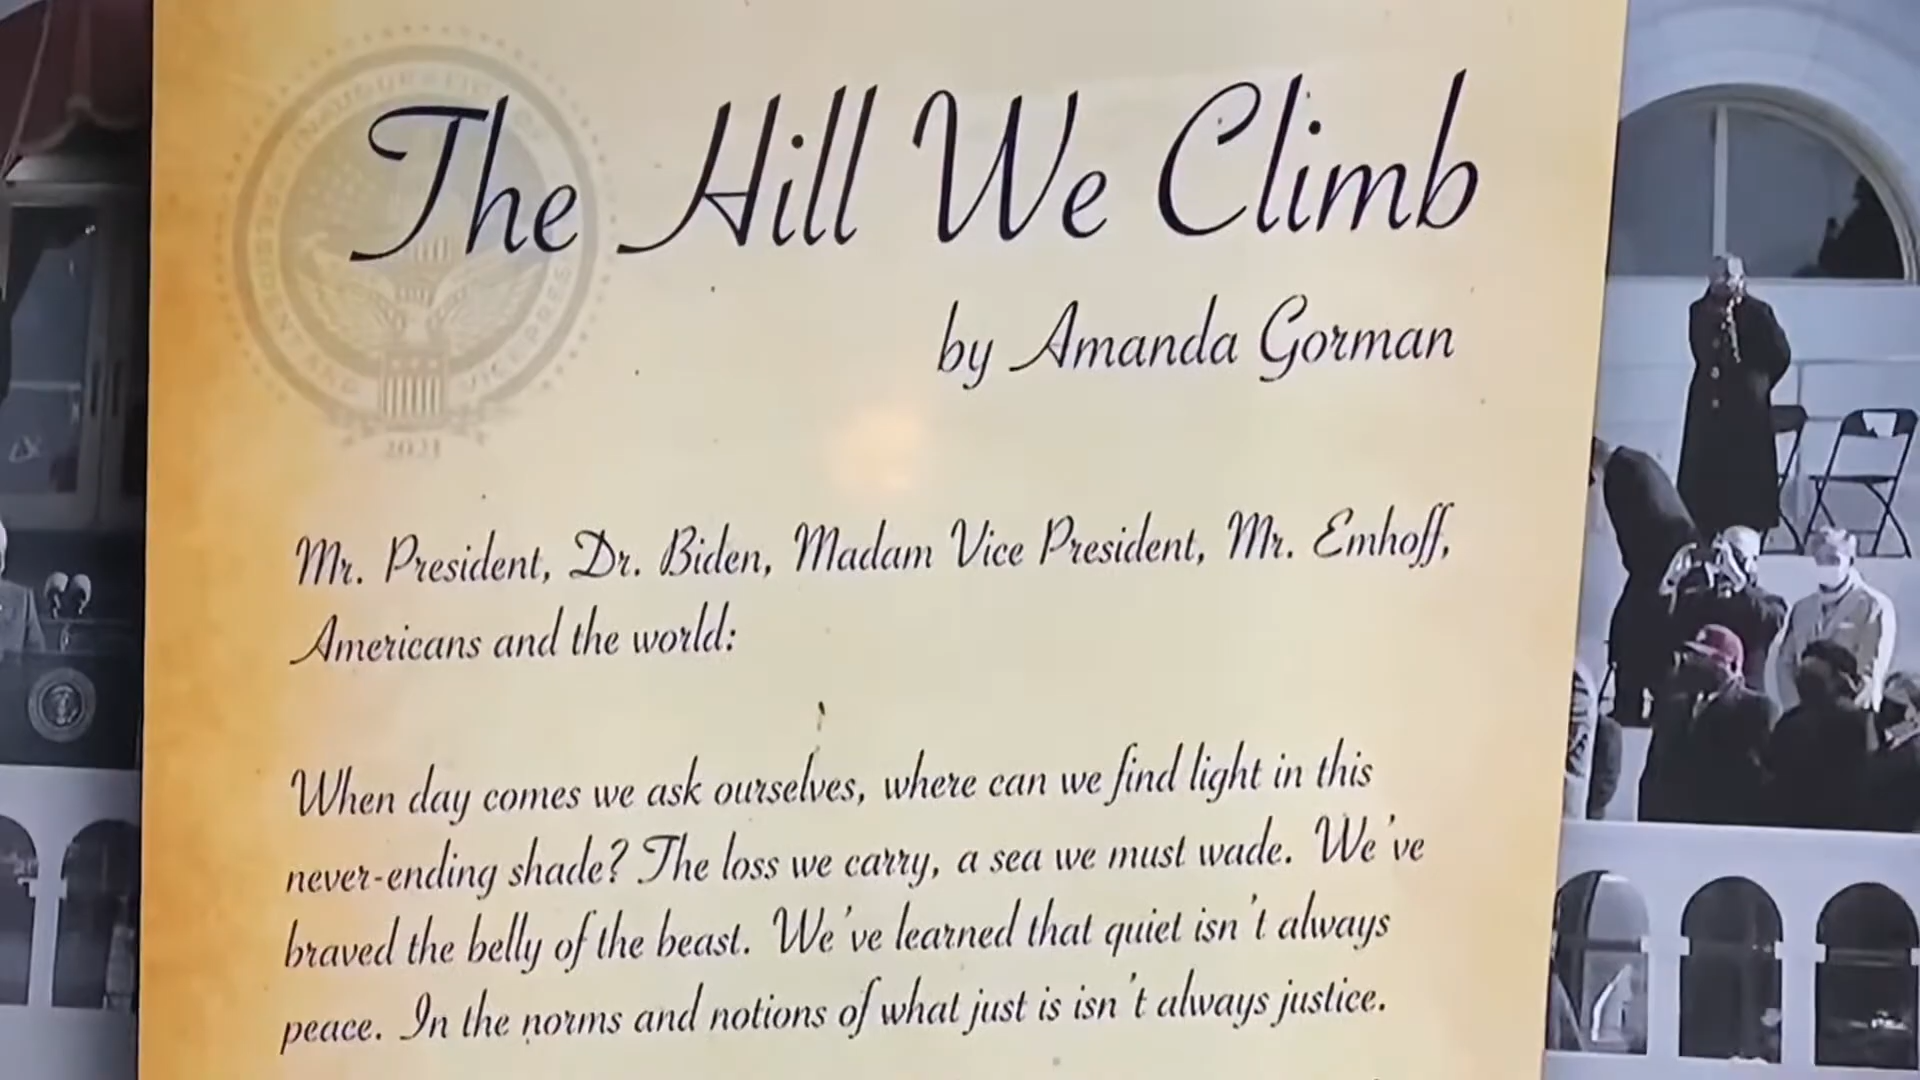 The Hill We Climb
by Amanda Gorman
2021
Mr. President, Dr. Biden, Madam Vice President, Mr. Emhoff,
Americans and the world:
When day comes we ask ourselves, where can we find light in this
never-ending shade? The loss we carry, a sea we must wade. We've
braved the belly of the beast. We've learned that quiet isn't always
peace. In the norms and notions of what just is isn't always justice.